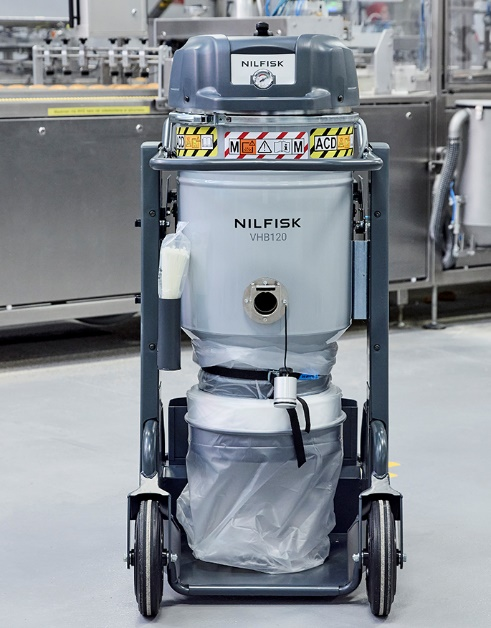 NILFISK
M M
ACD
NILFISK
VHB120